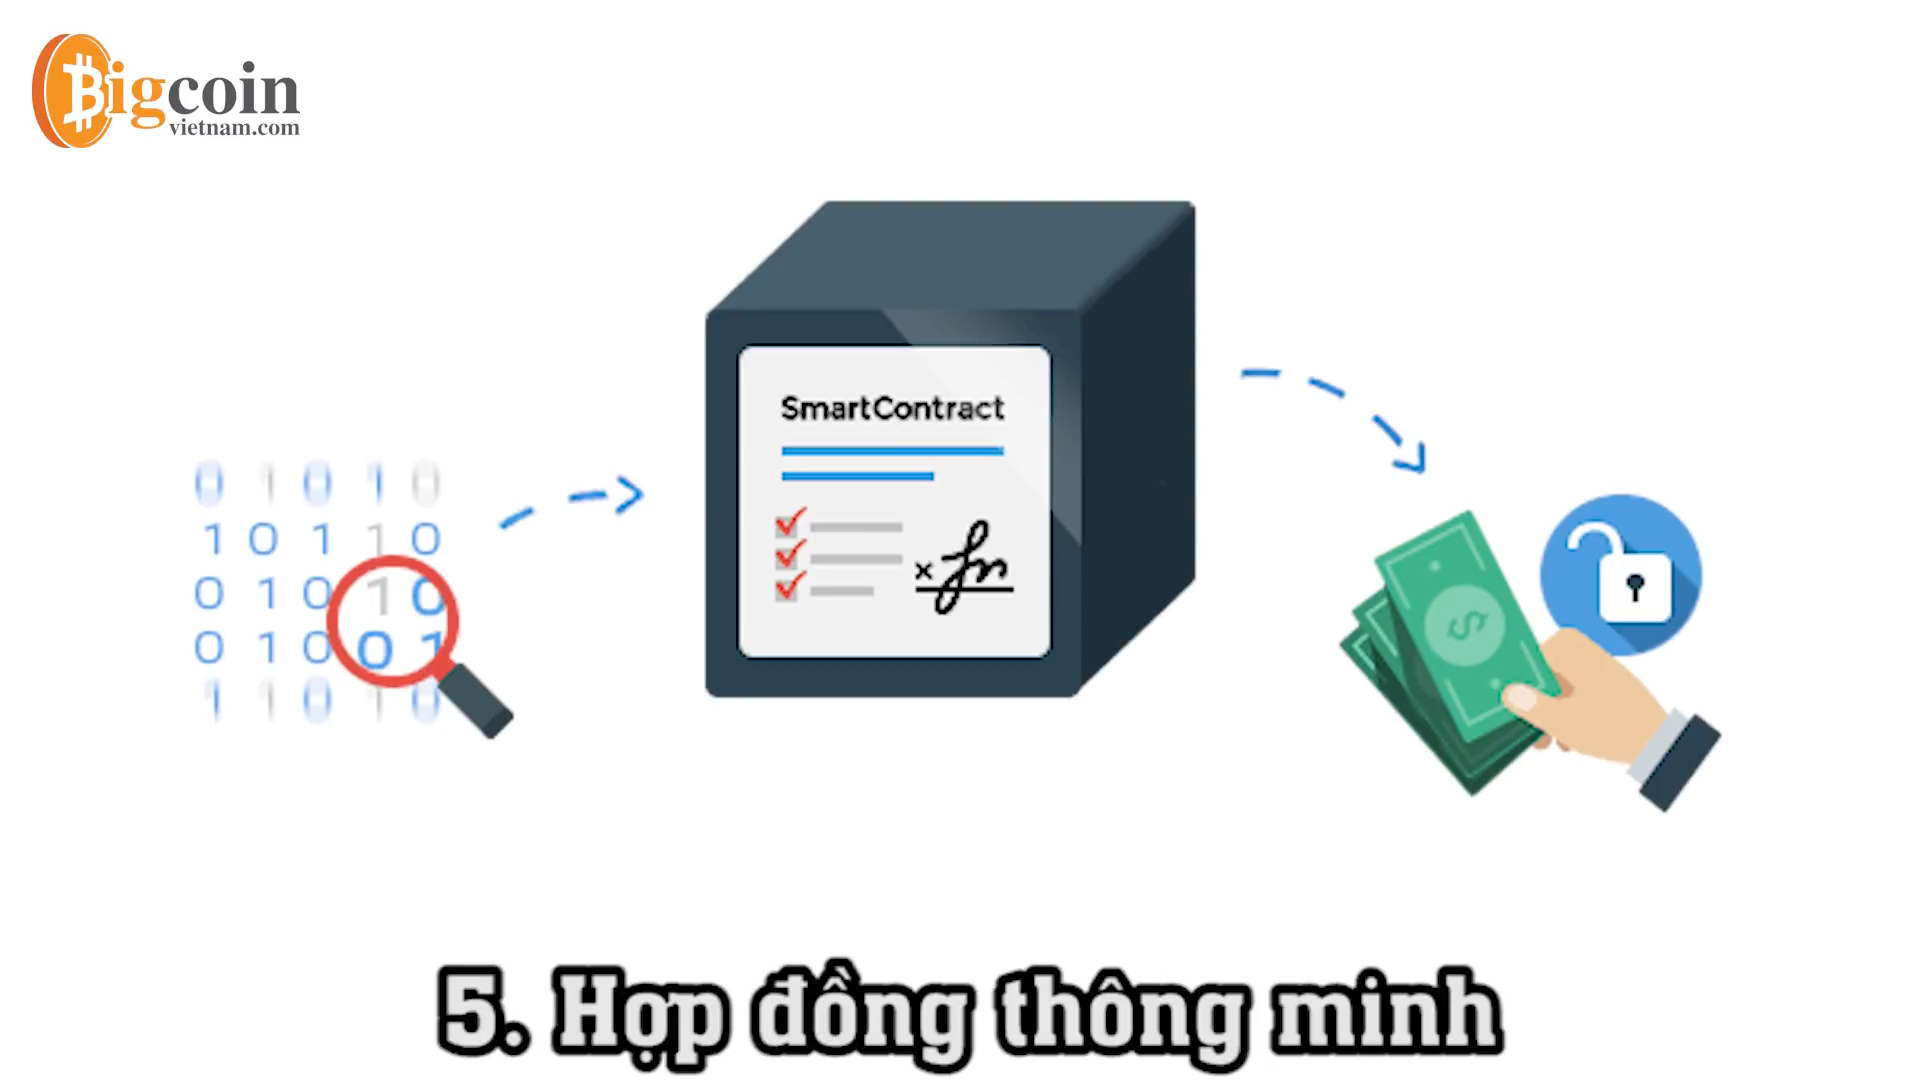 Bigcoin
vietnam.com
SmartContract
0 1 0 1 0
1 0 1 1 0
0 1 0 1 0
0 1 0 0 1
1 1 0 1 0
×
5. Hợp đồng thông minh